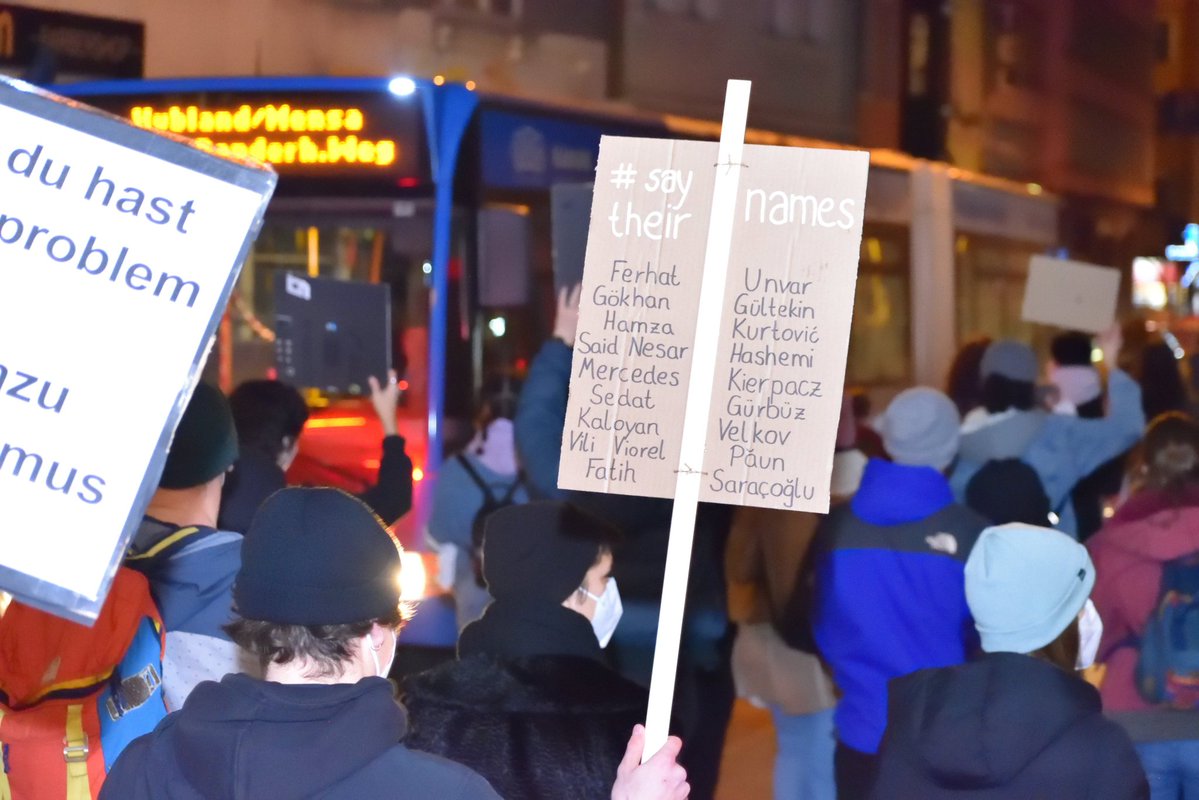 du hast
problem
nzu
mus
Hubland/Mensa
Sanderh.Weg
# say their names
Ferhat Unvar
Gökhan Gültekin
Hamza Kurtović
Said Nesar Hashemi
Mercedes Kierpacz
Sedat Gürbüz
Kaloyan Velkov
Vili Viorel Păun
Fatih Saraçoğlu